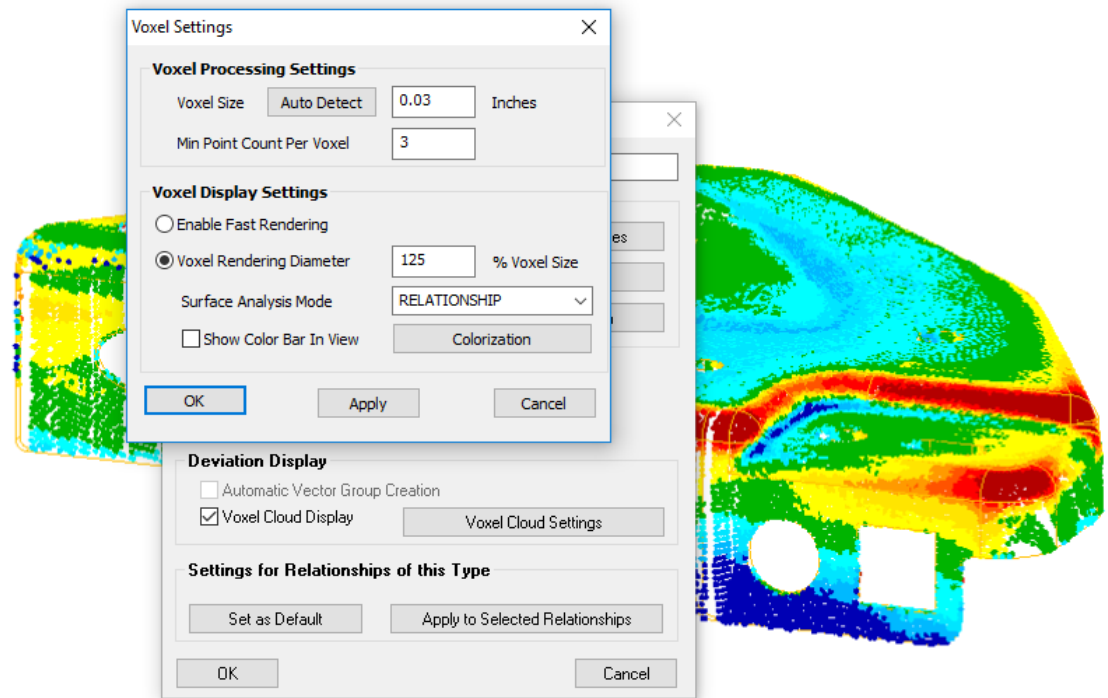 Voxel Settings
Voxel Processing Settings
Voxel Size Auto Detect 0.03 Inches
Min Point Count Per Voxel 3
Voxel Display Settings
Enable Fast Rendering
Voxel Rendering Diameter 125 % Voxel Size
Surface Analysis Mode RELATIONSHIP
Show Color Bar In View Colorization
OK Apply Cancel
es
Deviation Display
Automatic Vector Group Creation
Voxel Cloud Display Voxel Cloud Settings
Settings for Relationships of this Type
Set as Default Apply to Selected Relationships
OK Cancel